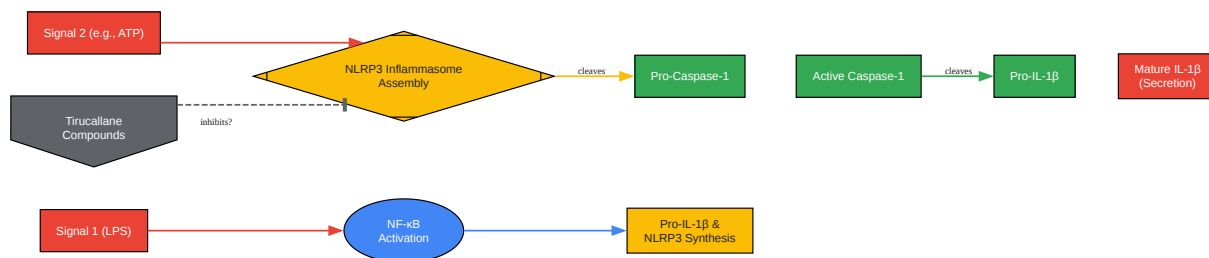 Signal 2 (e.g., ATP)
NLRP3 Inflammasome
Assembly
cleaves
Pro-Caspase-1
Active Caspase-1
cleaves
Pro-IL-1β
Mature IL-1β
(Secretion)
Tirucallane
Compounds
inhibits?
Signal 1 (LPS)
NF-κB
Activation
Pro-IL-1β &
NLRP3 Synthesis